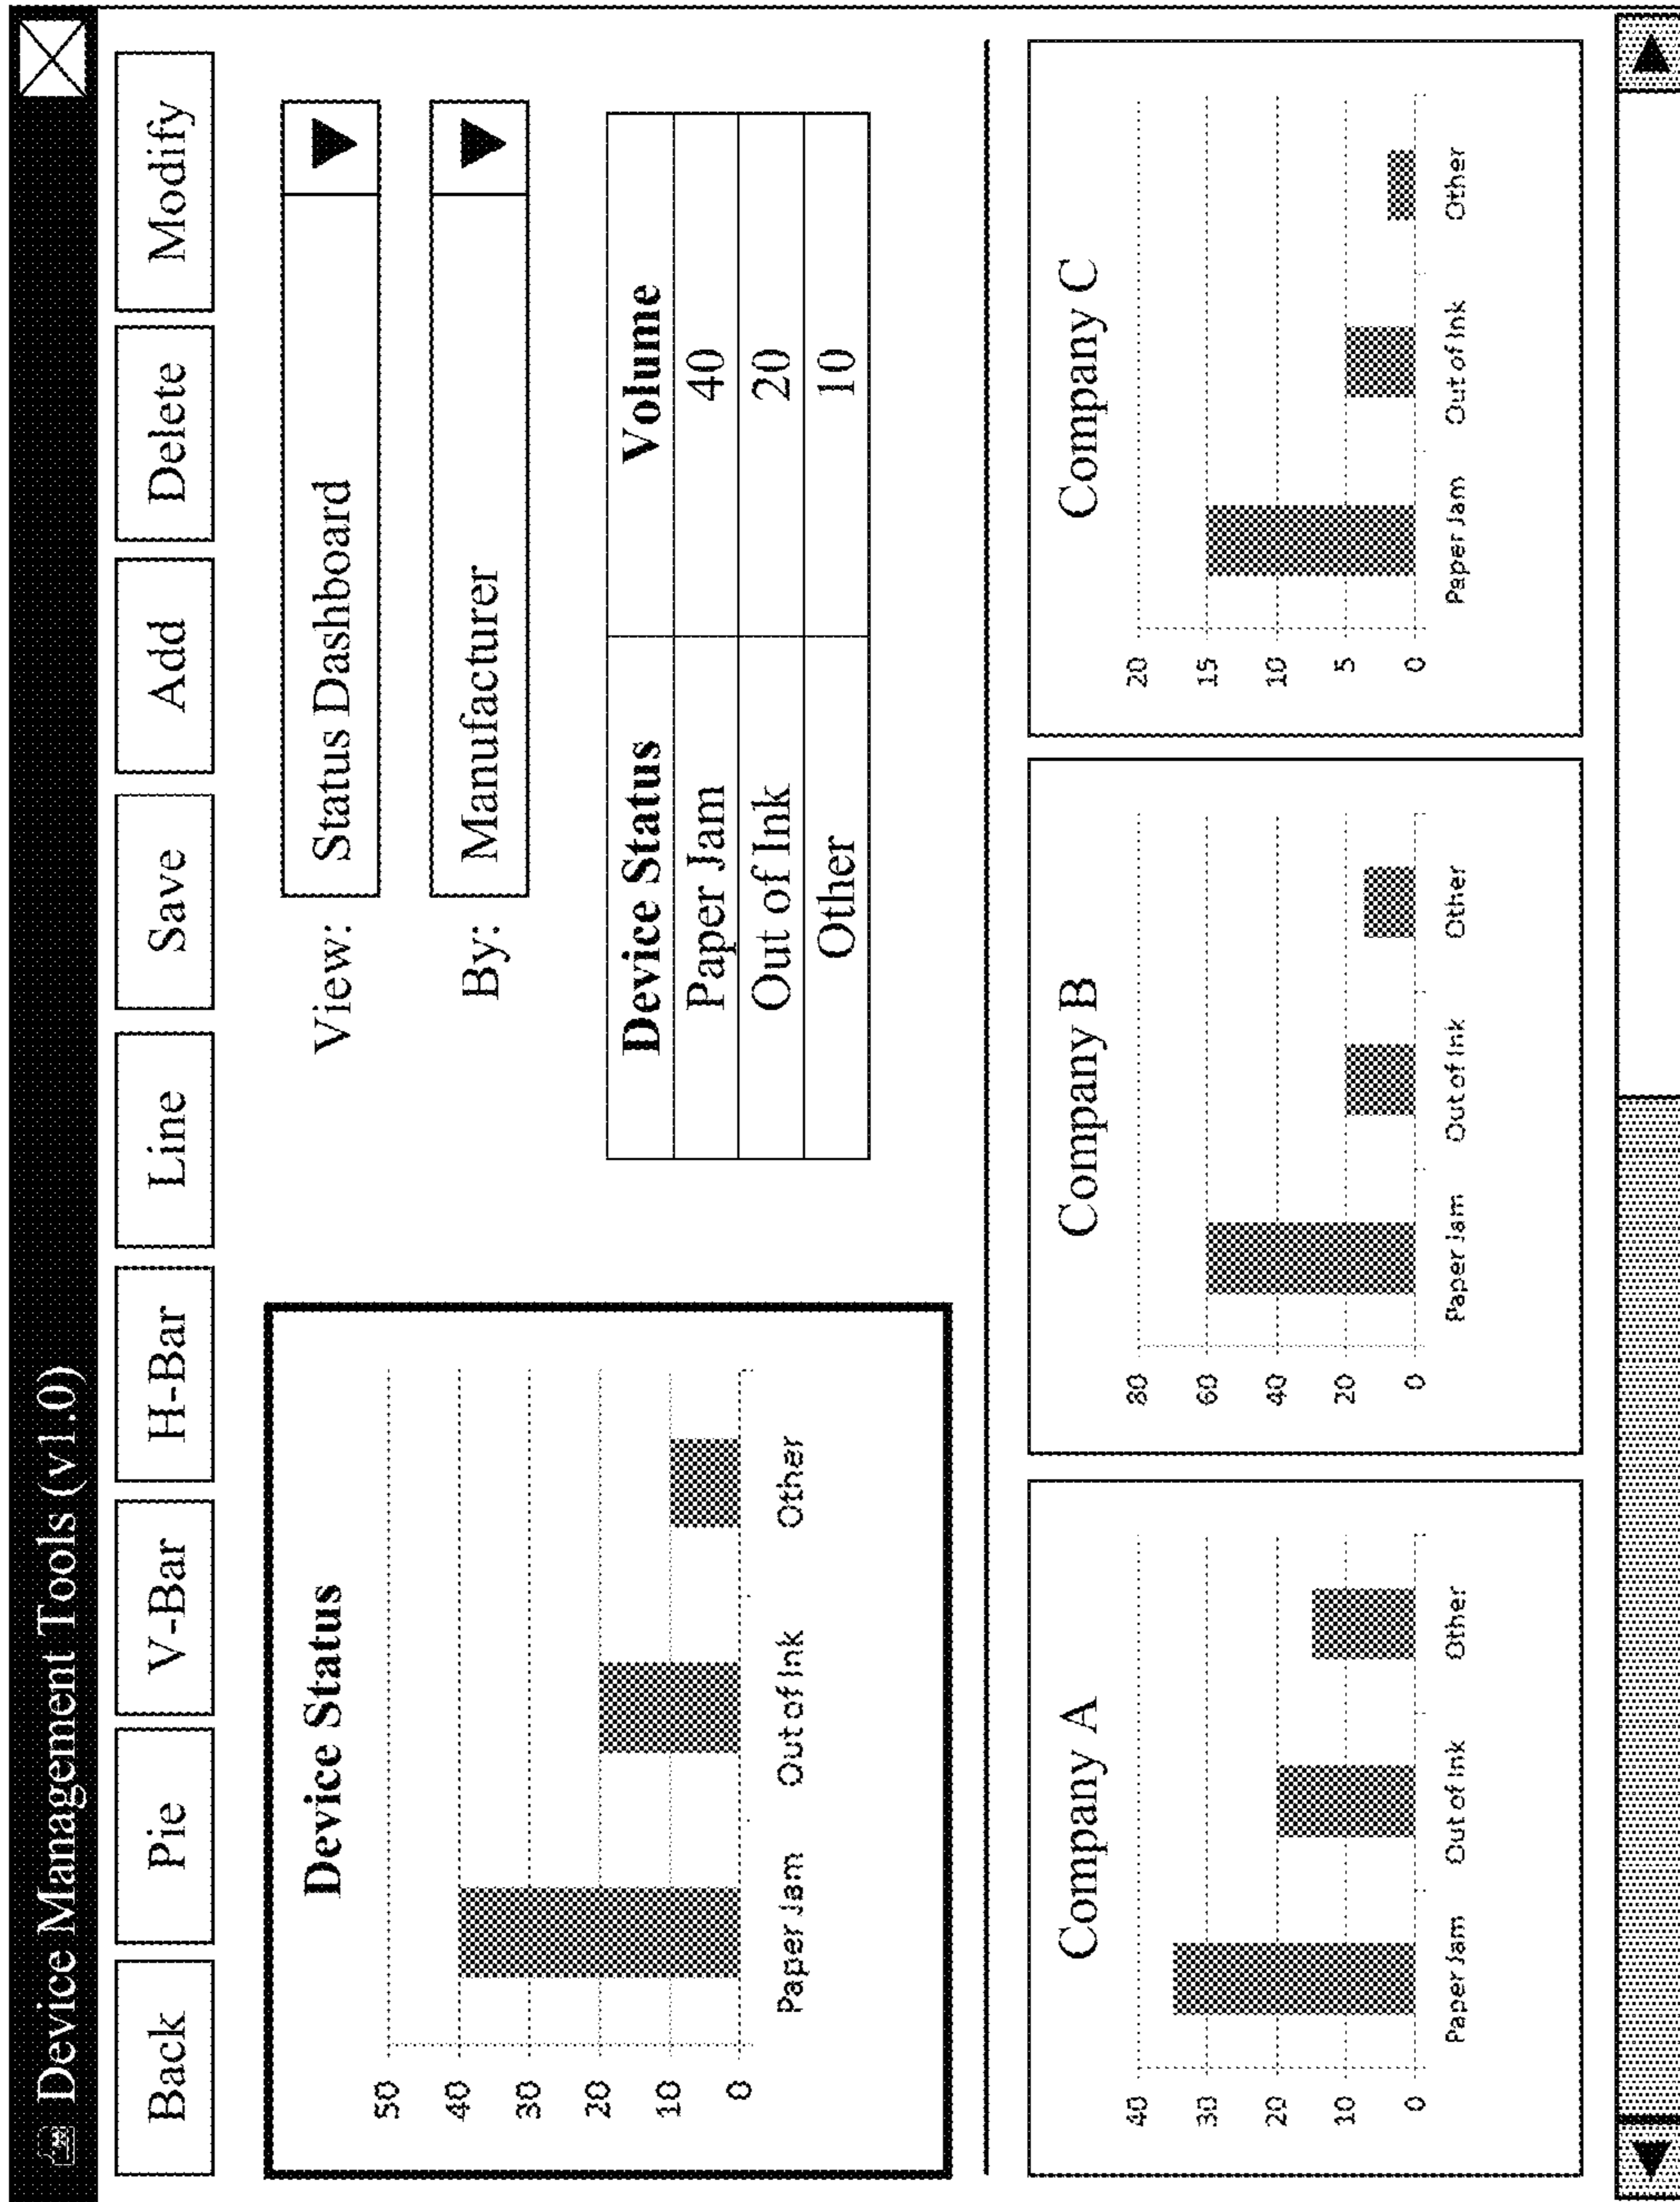 Device Management Tools (v1.0)
Back Pie V-Bar H-Bar Line Save Add Delete Modify
Device Status
50
40
30
20
10
0
Paper Jam Out of Ink Other
View: Status Dashboard
By: Manufacturer
Device Status Volume
Paper Jam 40
Out of Ink 20
Other 10
Company A
40
30
20
10
0
Paper Jam Out of Ink Other
Company B
80
60
40
20
0
Paper Jam Out of Ink Other
Company C
20
15
10
5
0
Paper Jam Out of Ink Other